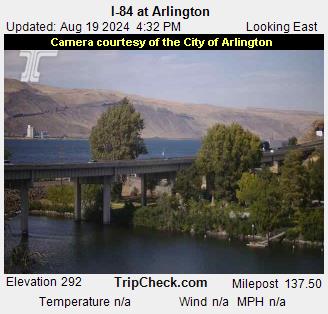 I-84 at Arlington
Updated: Aug 19 2024 4:32 PM Looking East
Camera courtesy of the City of Arlington
Elevation 292 TripCheck.com Milepost 137.50
Temperature n/a Wind n/a MPH n/a